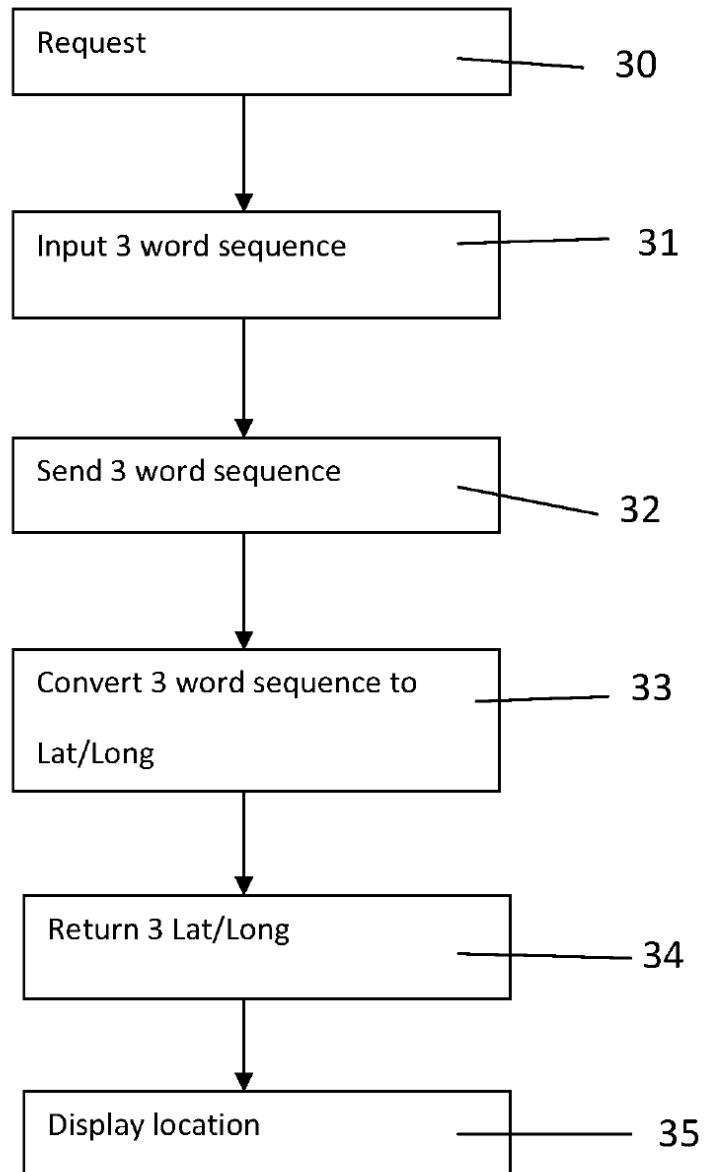 Request
30
Input 3 word sequence
31
Send 3 word sequence
32
Convert 3 word sequence to
33
Lat/Long
Return 3 Lat/Long
34
Display location
35